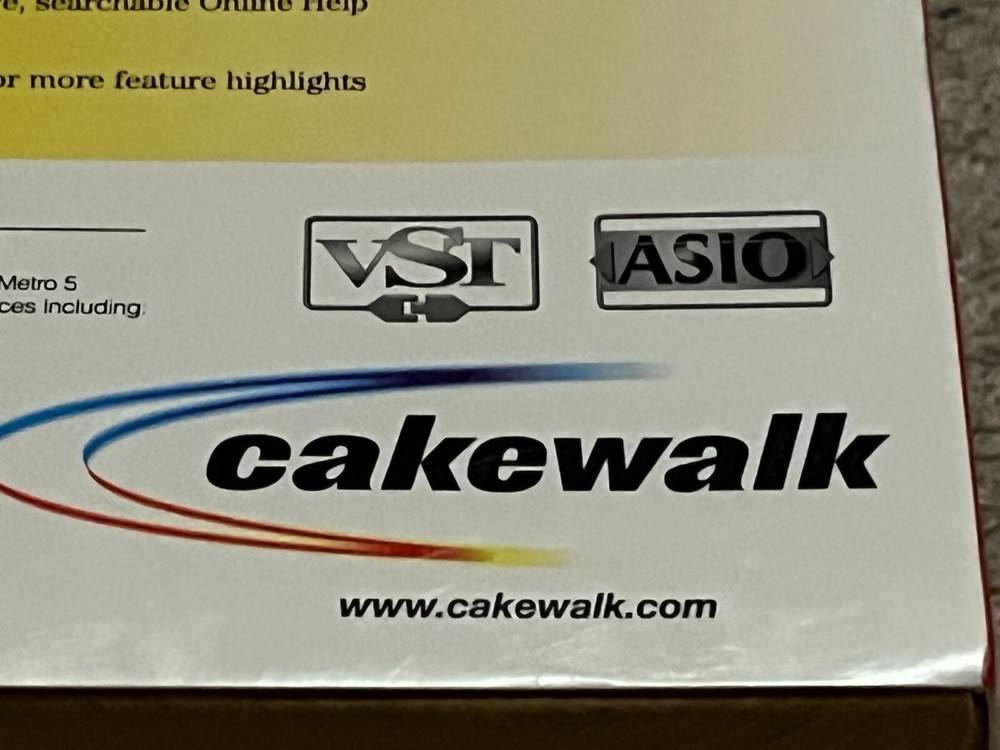 searchable Online Help
or more feature highlights
VST
ASIO
Metro 5
ces Including
cakewalk
www.cakewalk.com